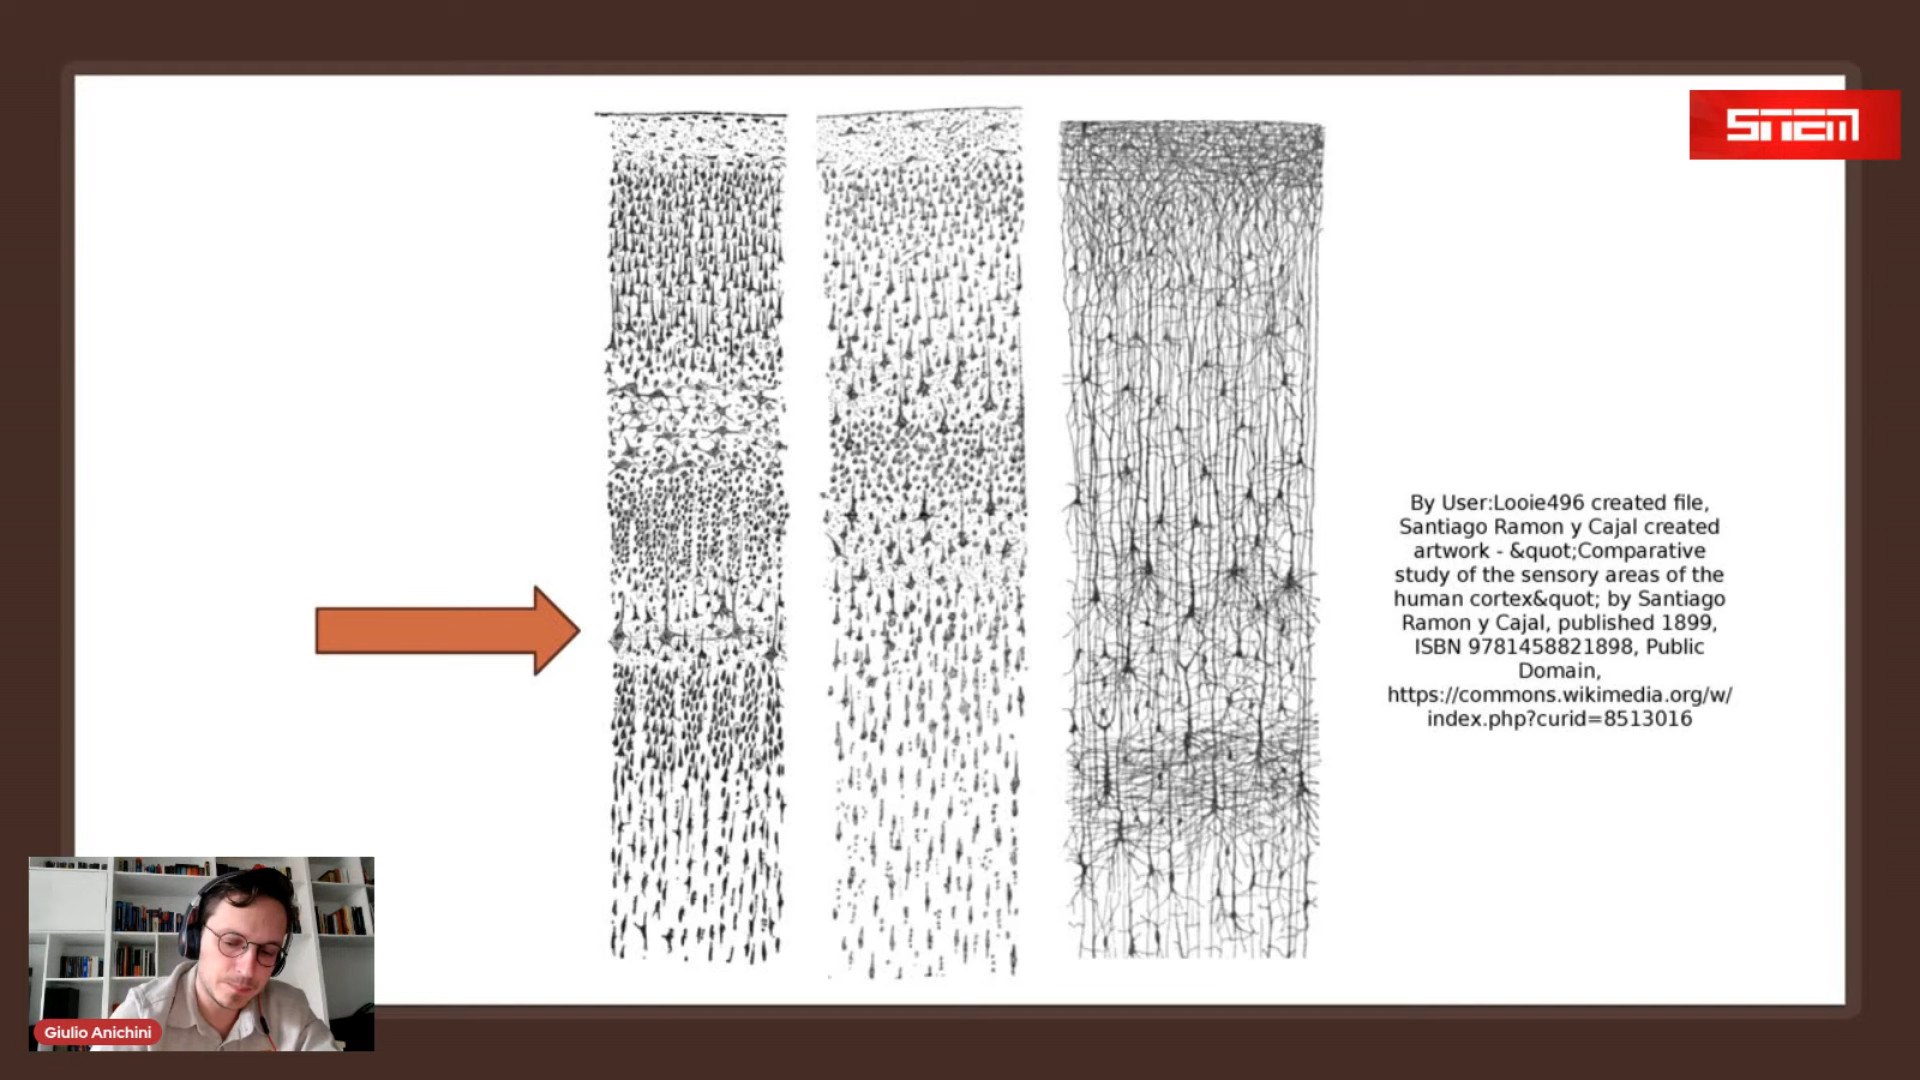 SNEM
By User:Looie496 created file,
Santiago Ramon y Cajal created
artwork - &quot;Comparative
study of the sensory areas of the
human cortex&quot; by Santiago
Ramon y Cajal, published 1899,
ISBN 9781458821898, Public
Domain,
https://commons.wikimedia.org/w/
index.php?curid=8513016
Giulio Anichini